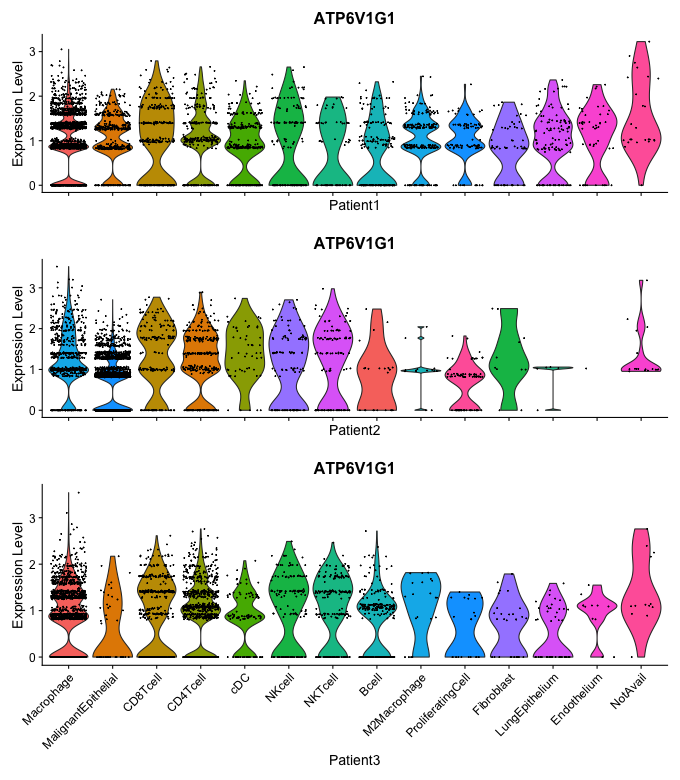 ATP6V1G1
Expression Level
3
2
1
0
Patient1
ATP6V1G1
Expression Level
3
2
1
0
Patient2
ATP6V1G1
Expression Level
3
2
1
0
Macrophage
MalignantEpithelial
CD8Tcell
CD4Tcell
cDC
NKcell
NKTcell
Bcell
M2Macrophage
ProliferatingCell
Fibroblast
LungEpithelium
Endothelium
NotAvail
Patient3